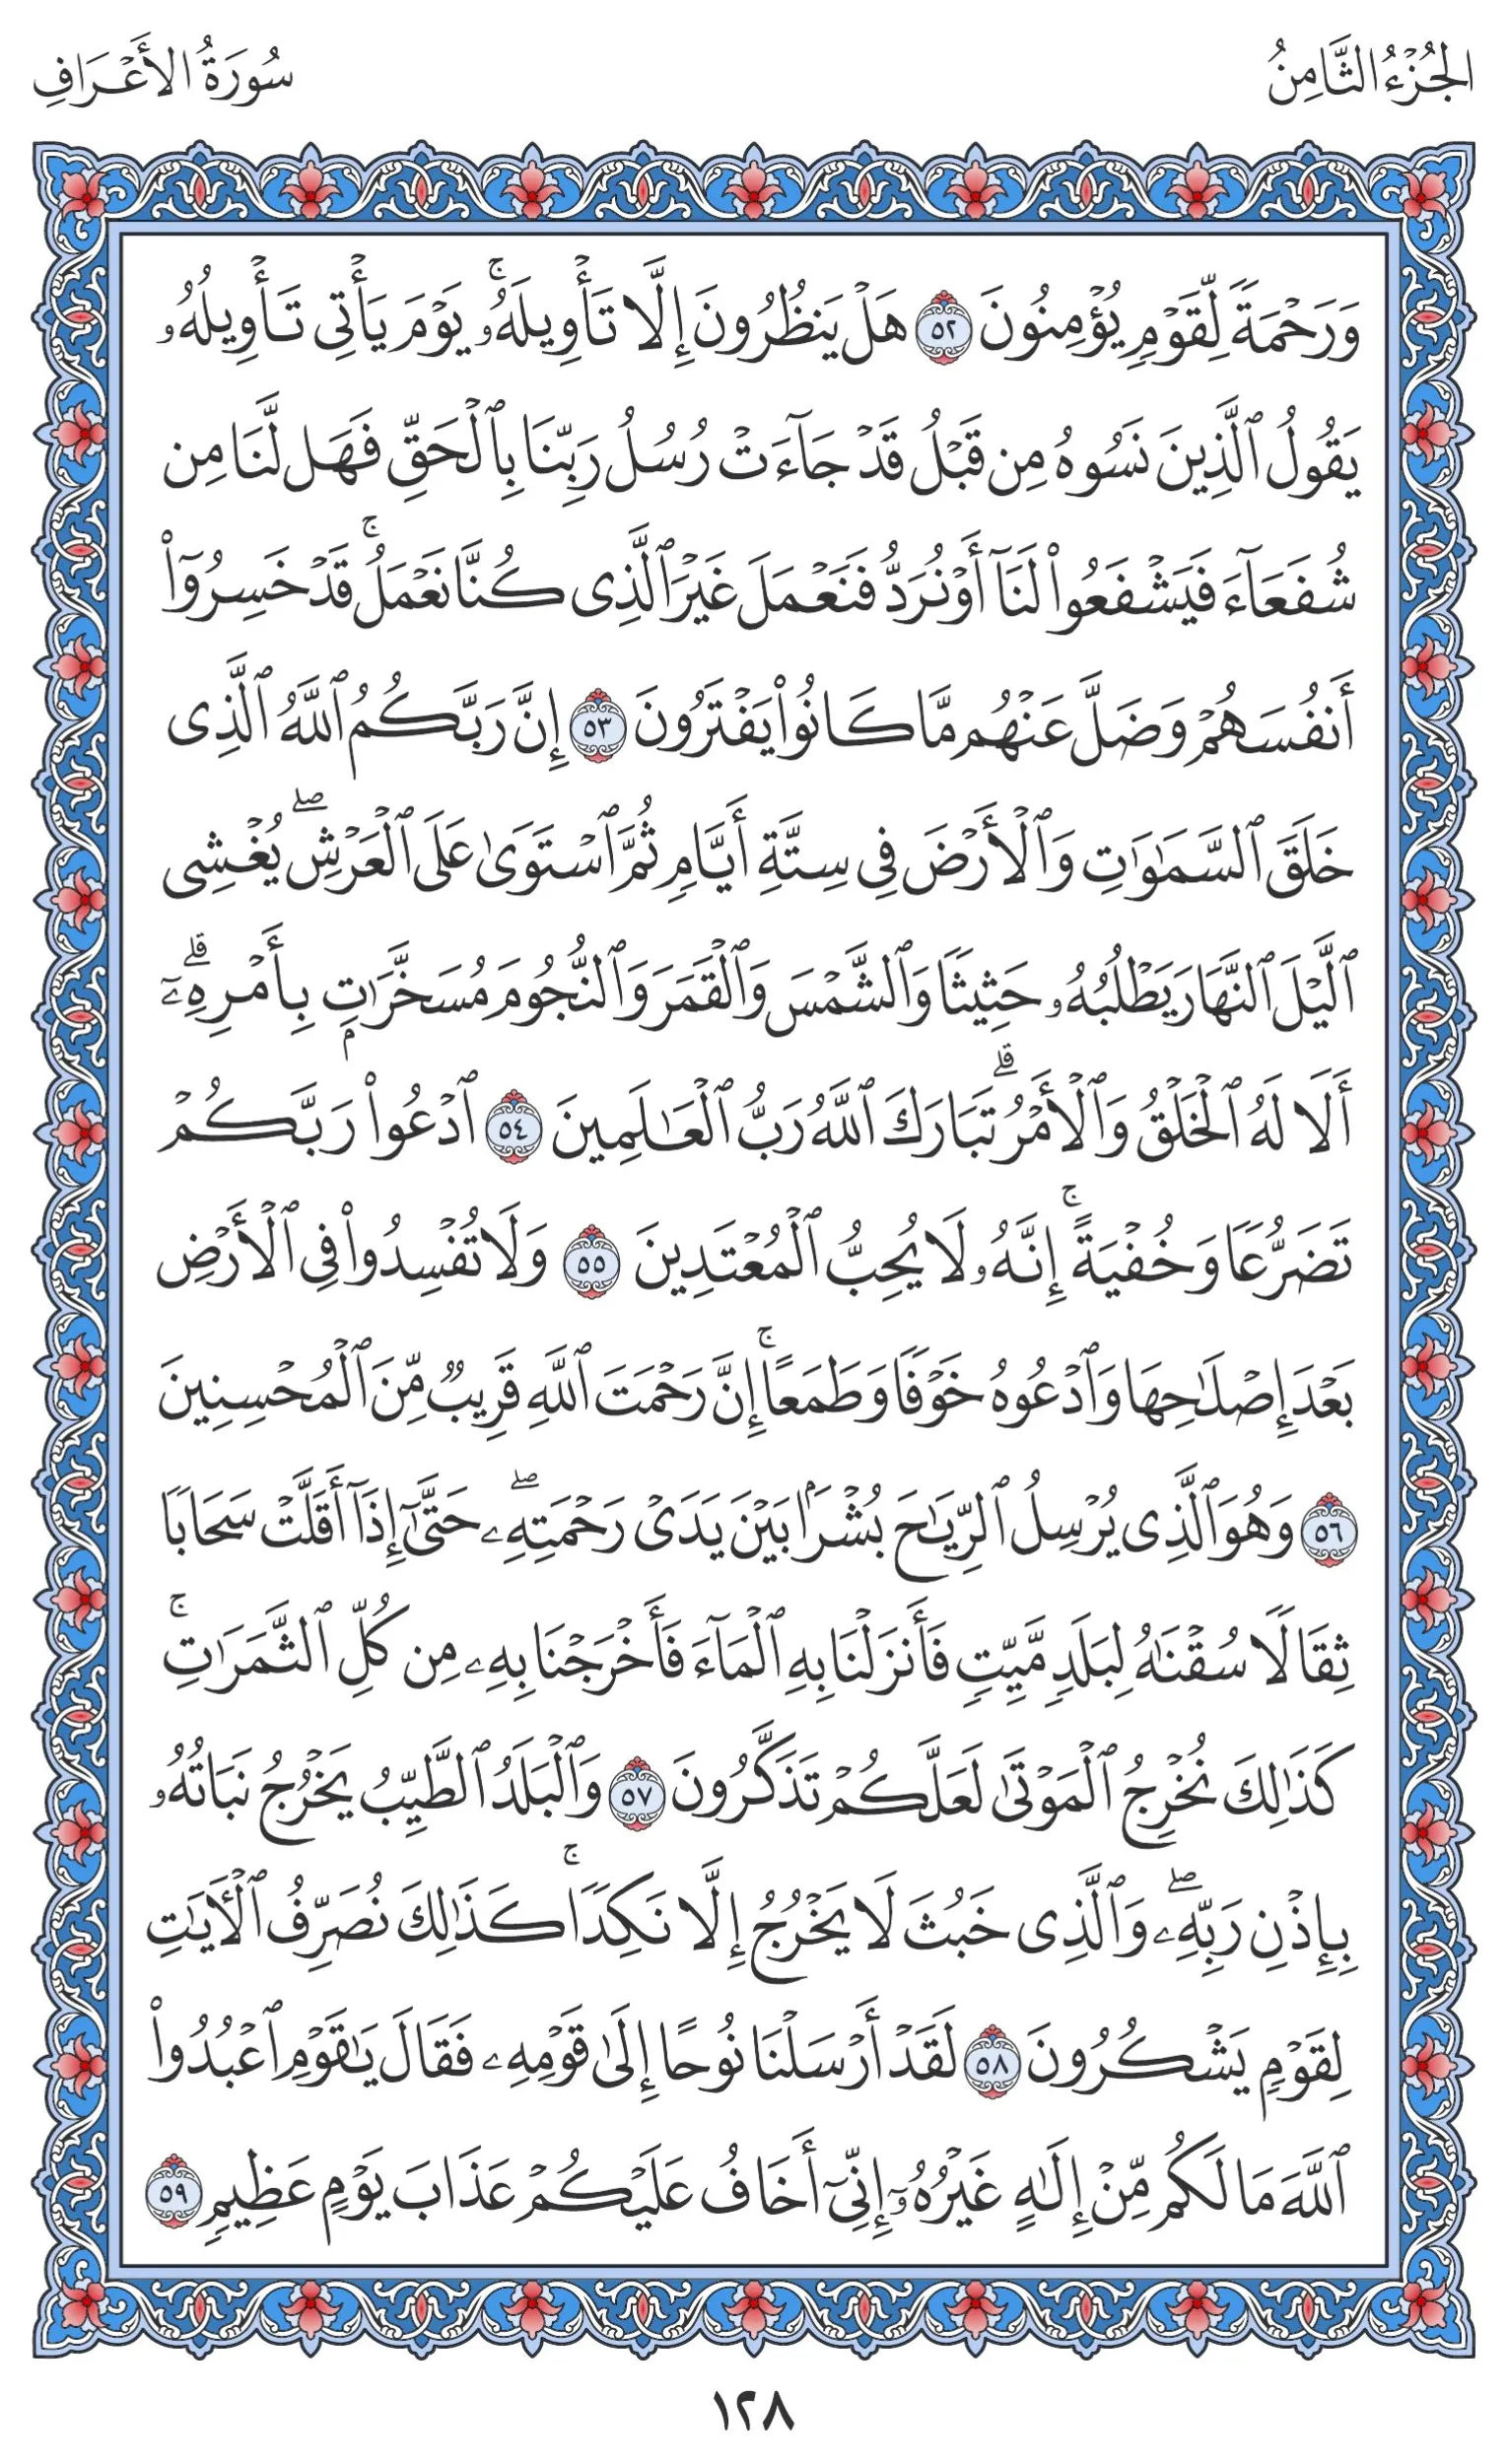 الجُزْءُ الثَّامِنُ
سُورَةُ الأَعْرَافِ
وَرَحْمَةً لِّقَوْمٍ يُؤْمِنُونَ ٥٢ هَلْ يَنظُرُونَ إِلَّا تَأْوِيلَهُۥۚ يَوْمَ يَأْتِى تَأْوِيلُهُۥ
يَقُولُ ٱلَّذِينَ نَسُوهُ مِن قَبْلُ قَدْ جَآءَتْ رُسُلُ رَبِّنَا بِٱلْحَقِّ فَهَل لَّنَا مِن
شُفَعَآءَ فَيَشْفَعُوا۟ لَنَآ أَوْ نُرَدُّ فَنَعْمَلَ غَيْرَ ٱلَّذِى كُنَّا نَعْمَلُۚ قَدْ خَسِرُوٓا۟
أَنفُسَهُمْ وَضَلَّ عَنْهُم مَّا كَانُوا۟ يَفْتَرُونَ ٥٣ إِنَّ رَبَّكُمُ ٱللَّهُ ٱلَّذِى
خَلَقَ ٱلسَّمَٰوَٰتِ وَٱلْأَرْضَ فِى سِتَّةِ أَيَّامٍ ثُمَّ ٱسْتَوَىٰ عَلَى ٱلْعَرْشِۖ يُغْشِى
ٱلَّيْلَ ٱلنَّهَارَ يَطْلُبُهُۥ حَثِيثًا وَٱلشَّمْسَ وَٱلْقَمَرَ وَٱلنُّجُومَ مُسَخَّرَٰتٍۭ بِأَمْرِهِۦٓۗ
أَلَا لَهُ ٱلْخَلْقُ وَٱلْأَمْرُۗ تَبَارَكَ ٱللَّهُ رَبُّ ٱلْعَٰلَمِينَ ٥٤ ٱدْعُوا۟ رَبَّكُمْ
تَضَرُّعًا وَخُفْيَةًۚ إِنَّهُۥ لَا يُحِبُّ ٱلْمُعْتَدِينَ ٥٥ وَلَا تُفْسِدُوا۟ فِى ٱلْأَرْضِ
بَعْدَ إِصْلَٰحِهَا وَٱدْعُوهُ خَوْفًا وَطَمَعًاۚ إِنَّ رَحْمَتَ ٱللَّهِ قَرِيبٌ مِّنَ ٱلْمُحْسِنِينَ
٥٦ وَهُوَ ٱلَّذِى يُرْسِلُ ٱلرِّيَٰحَ بُشْرًۢا بَيْنَ يَدَىْ رَحْمَتِهِۦۖ حَتَّىٰٓ إِذَآ أَقَلَّتْ سَحَابًا
ثِقَالًا سُقْنَٰهُ لِبَلَدٍ مَّيِّتٍ فَأَنزَلْنَا بِهِ ٱلْمَآءَ فَأَخْرَجْنَا بِهِۦ مِن كُلِّ ٱلثَّمَرَٰتِۚ
كَذَٰلِكَ نُخْرِجُ ٱلْمَوْتَىٰ لَعَلَّكُمْ تَذَكَّرُونَ ٥٧ وَٱلْبَلَدُ ٱلطَّيِّبُ يَخْرُجُ نَبَاتُهُۥ
بِإِذْنِ رَبِّهِۦۖ وَٱلَّذِى خَبُثَ لَا يَخْرُجُ إِلَّا نَكِدًاۚ كَذَٰلِكَ نُصَرِّفُ ٱلْءَايَٰتِ
لِقَوْمٍ يَشْكُرُونَ ٥٨ لَقَدْ أَرْسَلْنَا نُوحًا إِلَىٰ قَوْمِهِۦ فَقَالَ يَٰقَوْمِ ٱعْبُدُوا۟
ٱللَّهَ مَا لَكُم مِّنْ إِلَٰهٍ غَيْرُهُۥٓ إِنِّىٓ أَخَافُ عَلَيْكُمْ عَذَابَ يَوْمٍ عَظِيمٍ ٥٩
١٢٨